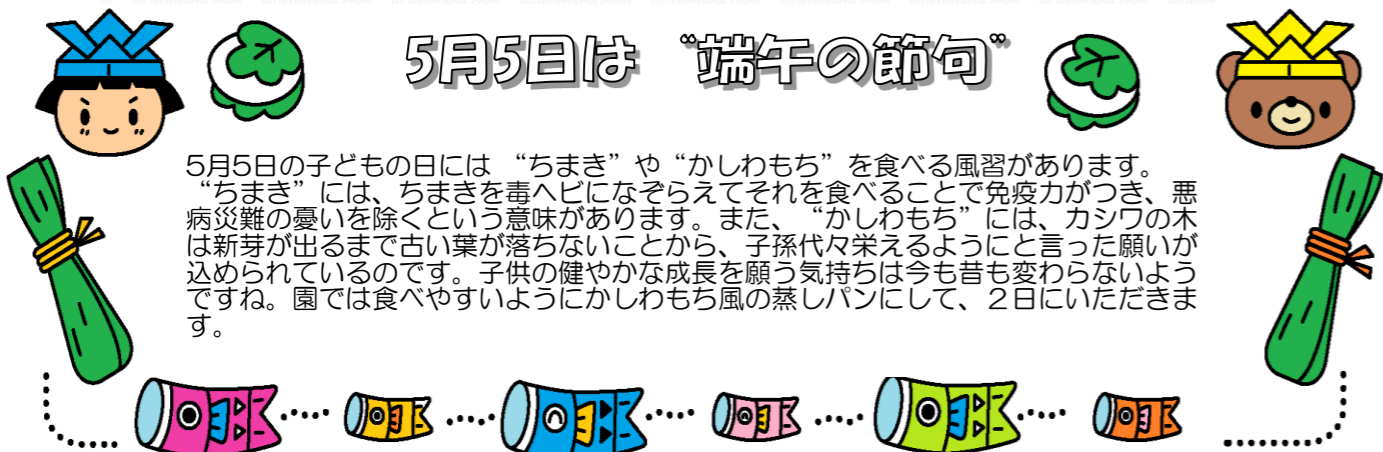 5月5日は “端午の節句”
5月5日の子どもの日には “ちまき”や“かしわもち”を食べる風習があります。
“ちまき”には、ちまきを毒ヘビになぞらえてそれを食べることで免疫力がつき、悪
病災難の憂いを除くという意味があります。また、“かしわもち”には、カシワの木
は新芽が出るまで古い葉が落ちないことから、子孫代々栄えるようにと言った願いが
込められているのです。子供の健やかな成長を願う気持ちは今も昔も変わらないよう
ですね。園では食べやすいようにかしわもち風の蒸しパンにして、２日にいただきま
す。